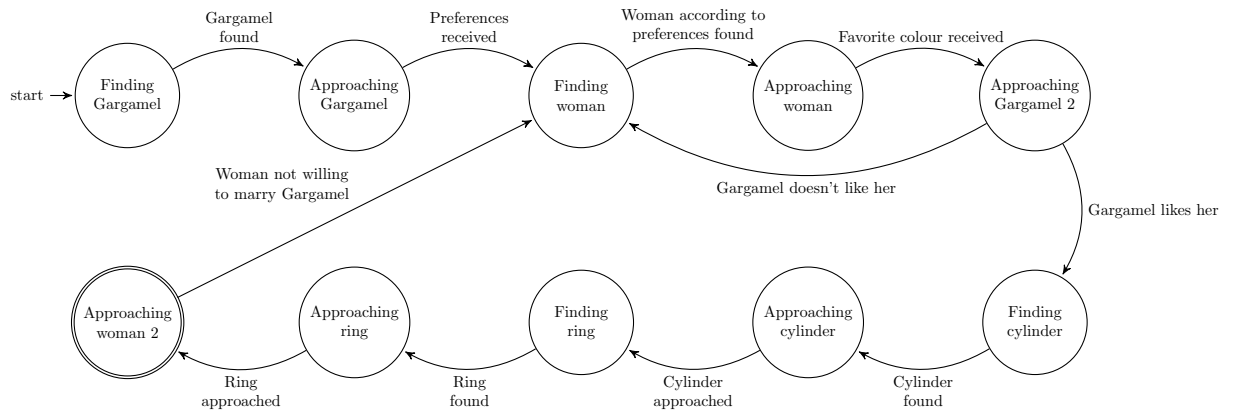 Gargamel
found
Preferences
received
Woman according to
preferences found
Favorite colour received
start
Finding
Gargamel
Approaching
Gargamel
Finding
woman
Approaching
woman
Approaching
Gargamel 2
Woman not willing
to marry Gargamel
Gargamel doesn't like her
Gargamel likes her
Approaching
woman 2
Approaching
ring
Finding
ring
Approaching
cylinder
Finding
cylinder
Ring
approached
Ring
found
Cylinder
approached
Cylinder
found